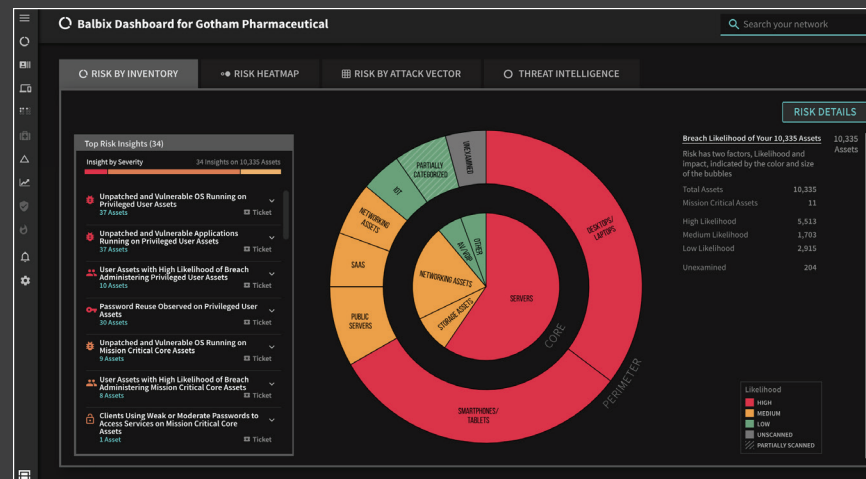 Balbix Dashboard for Gotham Pharmaceutical
Search your network
RISK BY INVENTORY
RISK HEATMAP
RISK BY ATTACK VECTOR
THREAT INTELLIGENCE
RISK DETAILS
Top Risk Insights (34)
Insight by Severity
34 Insights on 10,335 Assets
Unpatched and Vulnerable OS Running on
Privileged User Assets
37 Assets
Ticket
Unpatched and Vulnerable Applications
Running on Privileged User Assets
37 Assets
Ticket
User Assets with High Likelihood of Breach
Administering Privileged User Assets
10 Assets
Ticket
Password Reuse Observed on Privileged User
Assets
30 Assets
Ticket
Unpatched and Vulnerable OS Running on
Mission Critical Core Assets
9 Assets
Ticket
User Assets with High Likelihood of Breach
Administering Mission Critical Core Assets
8 Assets
Ticket
Clients Using Weak or Moderate Passwords to
Access Services on Mission Critical Core
Assets
1 Asset
Ticket
UNEXAMINED
PARTIALLY
CATEGORIZED
IOT
NETWORKING
ASSETS
SAAS
PUBLIC
SERVERS
SMARTPHONES/
TABLETS
DESKTOPS/
LAPTOPS
OTHER
AV/VOIP
NETWORKING ASSETS
STORAGE ASSETS
SERVERS
CORE
PERIMETER
Breach Likelihood of Your 10,335 Assets
10,335
Assets
Risk has two factors, Likelihood and
impact, indicated by the color and size
of the bubbles
Total Assets 10,335
Mission Critical Assets 11
High Likelihood 5,513
Medium Likelihood 1,703
Low Likelihood 2,915
Unexamined 204
Likelihood
HIGH
MEDIUM
LOW
UNSCANNED
PARTIALLY SCANNED